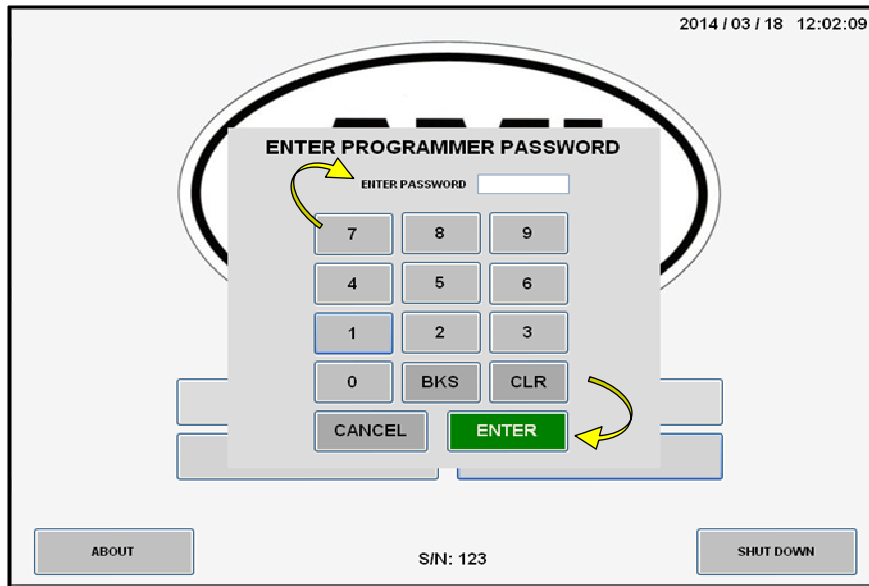 2014 / 03 / 18 12:02:09
ENTER PROGRAMMER PASSWORD
ENTER PASSWORD
7 8 9
4 5 6
1 2 3
0 BKS CLR
CANCEL ENTER
ABOUT S/N: 123 SHUT DOWN